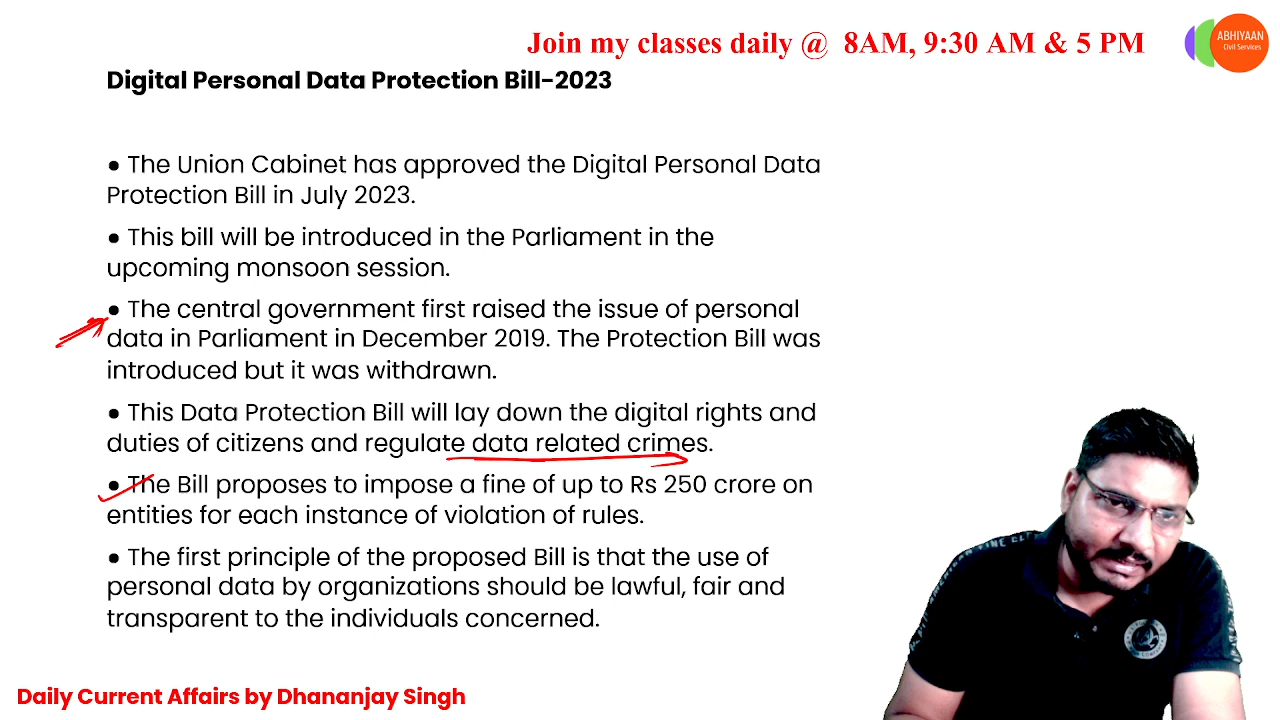 Join my classes daily @ 8AM, 9:30 AM & 5 PM
ABHIYAAN
Civil Services
Digital Personal Data Protection Bill-2023
● The Union Cabinet has approved the Digital Personal Data
Protection Bill in July 2023.
● This bill will be introduced in the Parliament in the
upcoming monsoon session.
● The central government first raised the issue of personal
data in Parliament in December 2019. The Protection Bill was
introduced but it was withdrawn.
● This Data Protection Bill will lay down the digital rights and
duties of citizens and regulate data related crimes.
● The Bill proposes to impose a fine of up to Rs 250 crore on
entities for each instance of violation of rules.
● The first principle of the proposed Bill is that the use of
personal data by organizations should be lawful, fair and
transparent to the individuals concerned.
Daily Current Affairs by Dhananjay Singh